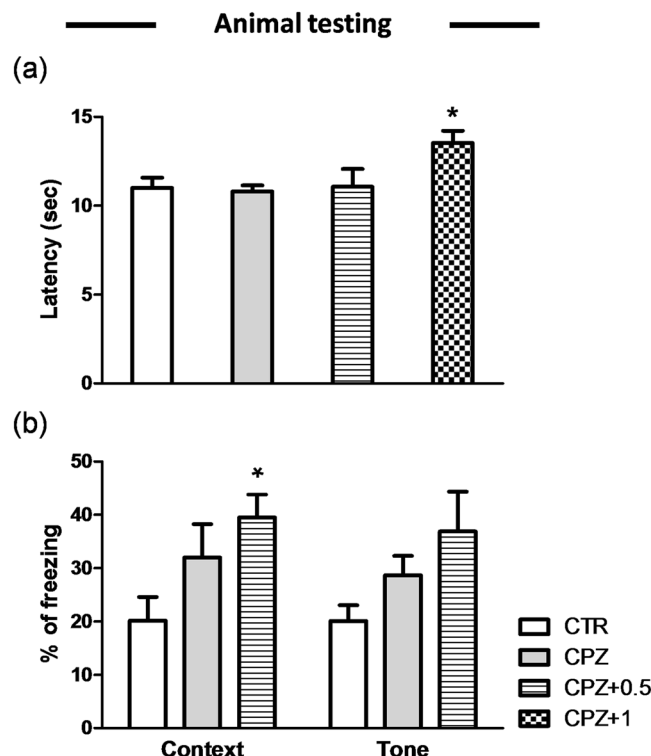 Animal testing
(a)
*
15
10
5
0
Latency (sec)
(b)
*
50
40
30
20
10
0
% of freezing
Context Tone
CTR
CPZ
CPZ+0.5
CPZ+1